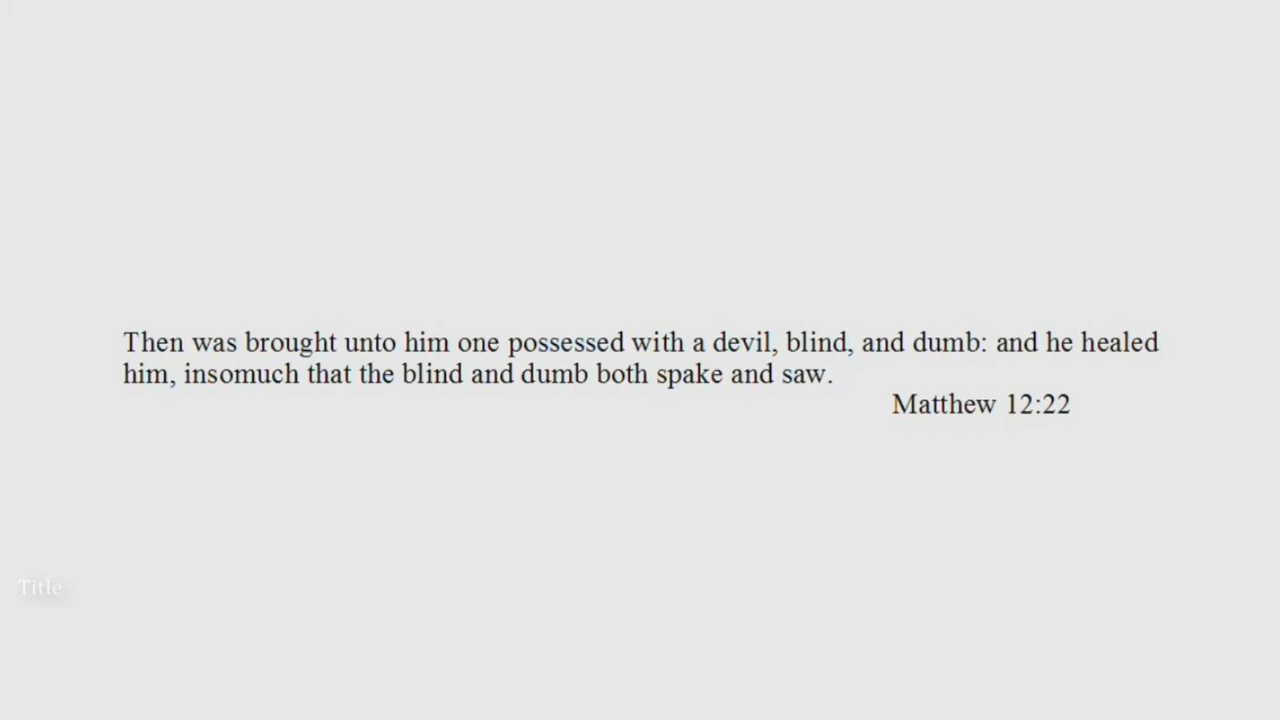 Then was brought unto him one possessed with a devil, blind, and dumb: and he healed
him, insomuch that the blind and dumb both spake and saw.
Matthew 12:22
Title